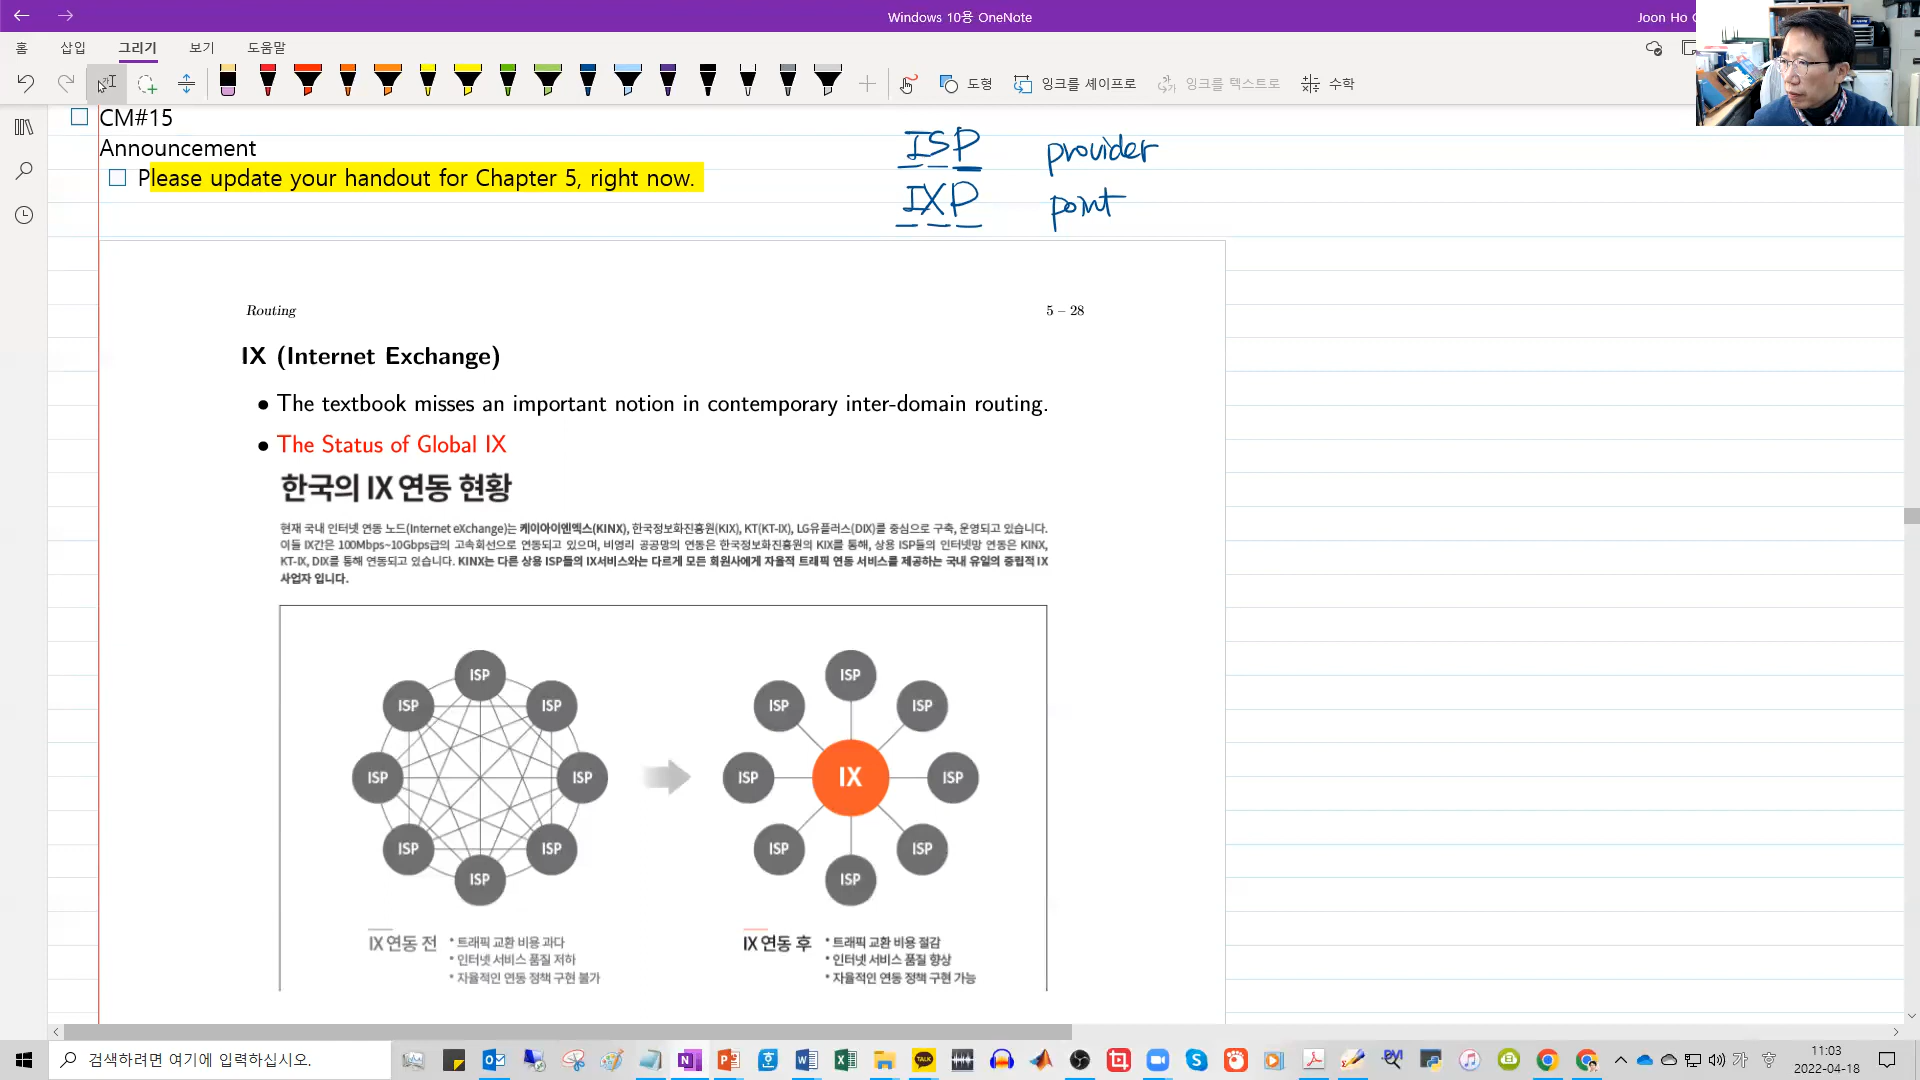 Windows 10용 OneNote
Joon Ho
홈 삽입 그리기 보기 도움말
도형 잉크를 셰이프로 잉크를 텍스트로 수학
CM#15
Announcement
Please update your handout for Chapter 5, right now.
ISP provider
IXP point
Routing 5 – 28
IX (Internet Exchange)
• The textbook misses an important notion in contemporary inter-domain routing.
• The Status of Global IX
한국의 IX 연동 현황
현재 국내 인터넷 연동 노드(Internet eXchange)는 케이아이엔엑스(KINX), 한국정보화진흥원(KIX), KT(KT-IX), LG유플러스(DIX)를 중심으로 구축, 운영되고 있습니다.
이들 IX간은 100Mbps~10Gbps급의 고속회선으로 연동되고 있으며, 비영리 공공망의 연동은 한국정보화진흥원의 KIX를 통해, 상용 ISP들의 인터넷망 연동은 KINX,
KT-IX, DIX를 통해 연동되고 있습니다. KINX는 다른 상용 ISP들의 IX서비스와는 다르게 모든 회원사에게 자율적 트래픽 연동 서비스를 제공하는 국내 유일의 중립적 IX
사업자 입니다.
ISP ISP
ISP ISP ISP ISP
ISP ISP ISP IX ISP
ISP ISP ISP ISP
ISP ISP
IX 연동 전 • 트래픽 교환 비용 과다
• 인터넷 서비스 품질 저하
• 자율적인 연동 정책 구현 불가
IX 연동 후 • 트래픽 교환 비용 절감
• 인터넷 서비스 품질 향상
• 자율적인 연동 정책 구현 가능
검색하려면 여기에 입력하십시오.
11:03
2022-04-18